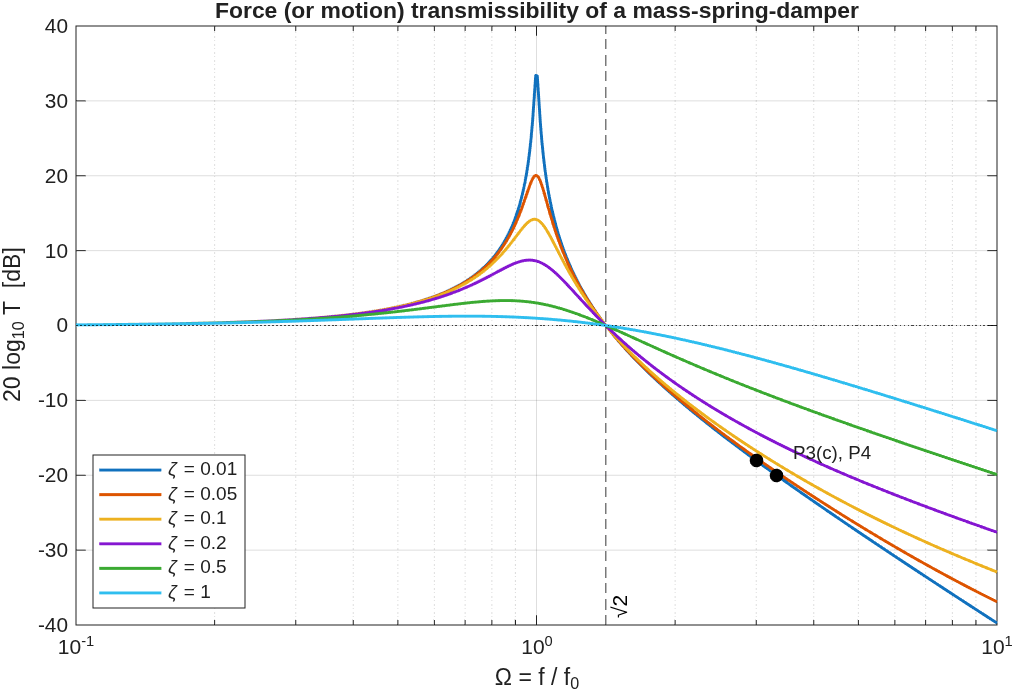 Force (or motion) transmissibility of a mass-spring-damper
40
30
20
10
0
-10
-20
-30
-40
20 log₁₀ T [dB]
P3(c), P4
ζ = 0.01
ζ = 0.05
ζ = 0.1
ζ = 0.2
ζ = 0.5
ζ = 1
√2
10⁻¹
10⁰
10¹
Ω = f / f₀